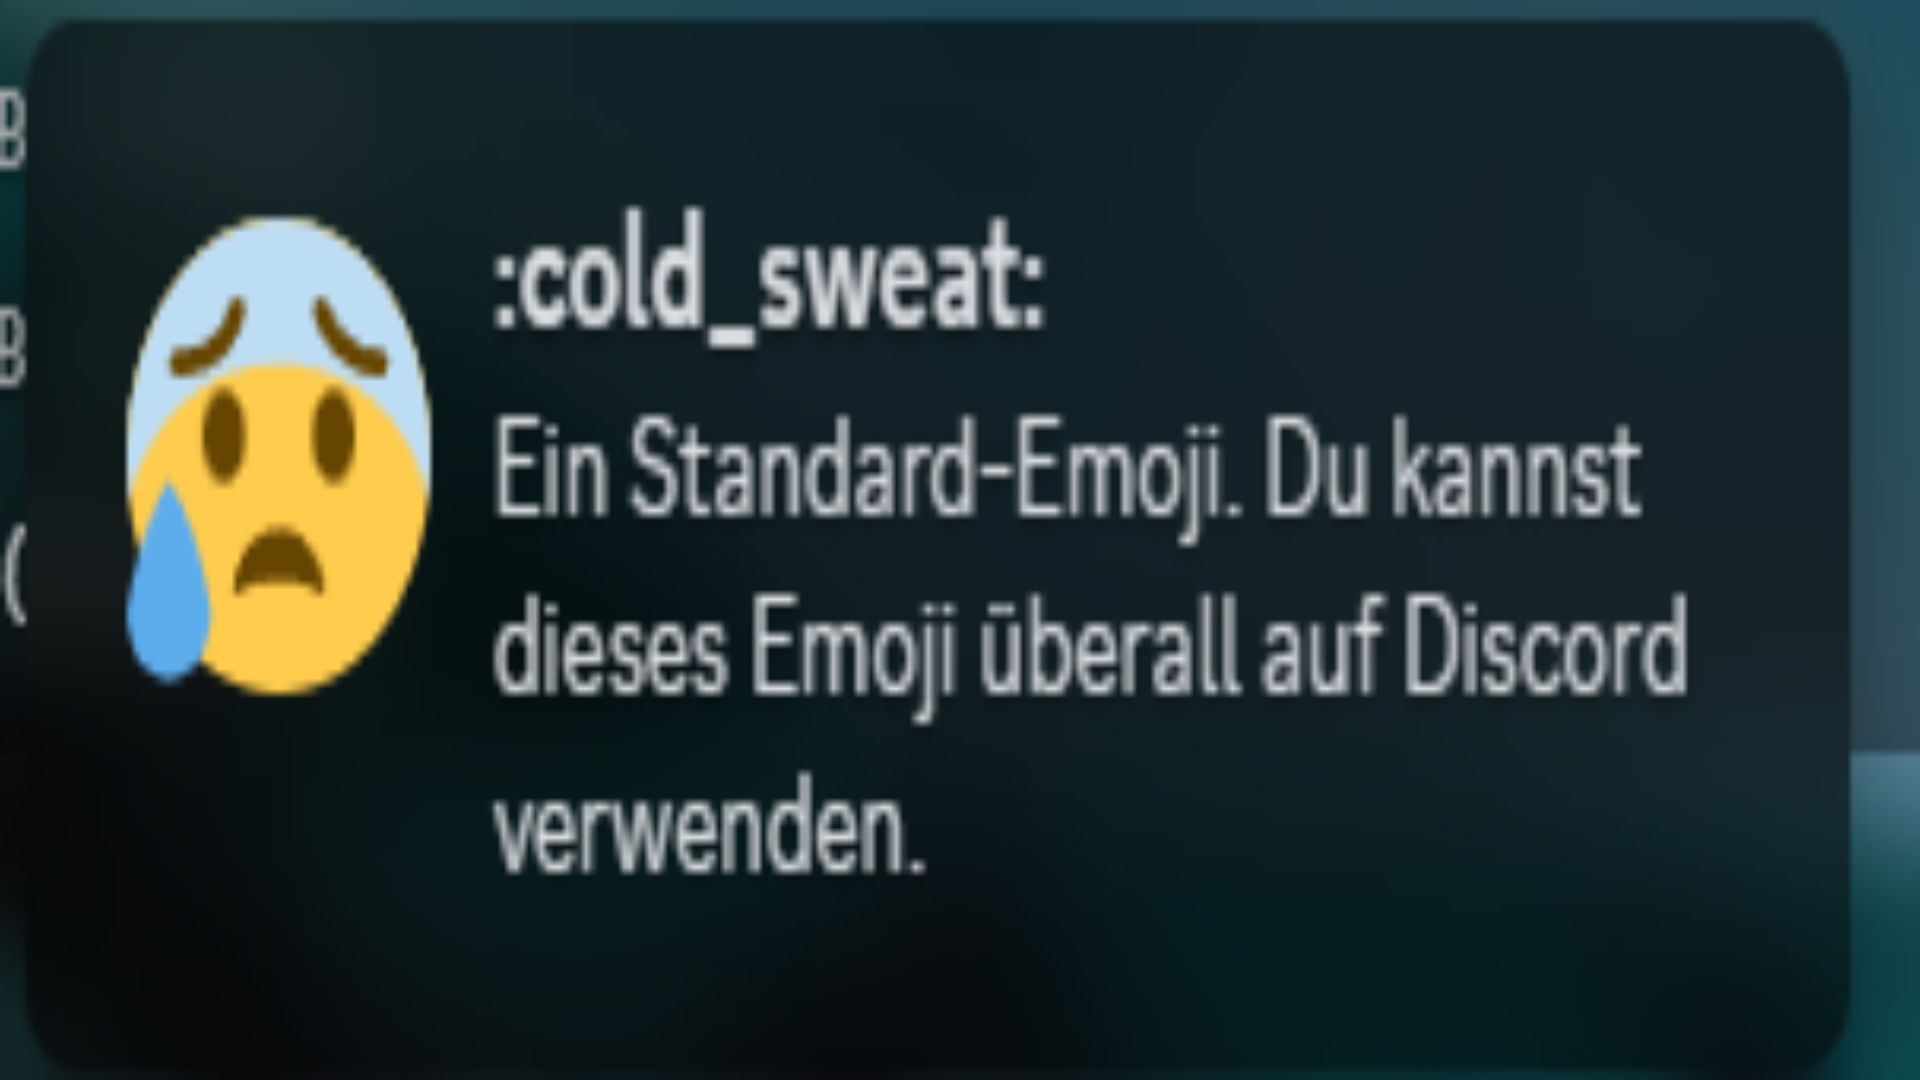 B
:cold_sweat:
Ein Standard-Emoji. Du kannst
B
dieses Emoji überall auf Discord
(
verwenden.